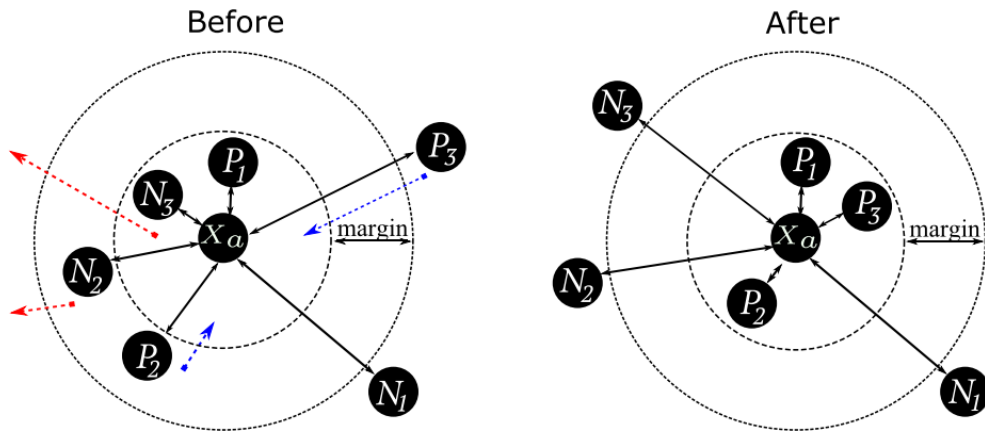 Before
After
P1
N3
P3
Xa
margin
N2
P2
N1
N3
P1
P3
Xa
margin
N2
P2
N1